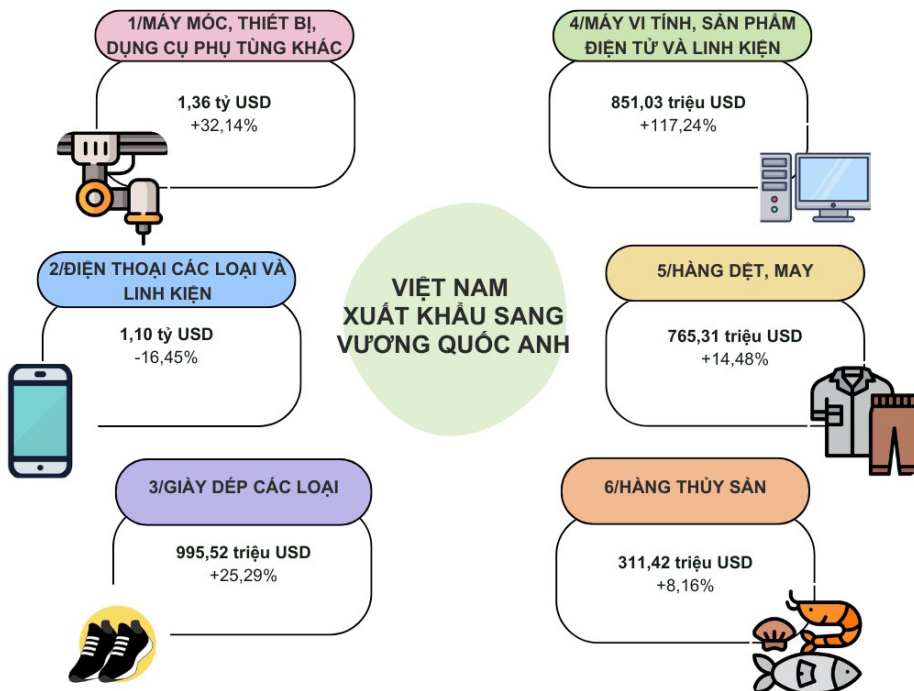 1/MÁY MÓC, THIẾT BỊ,
DỤNG CỤ PHỤ TÙNG KHÁC
1,36 tỷ USD
+32,14%
2/ĐIỆN THOẠI CÁC LOẠI VÀ
LINH KIỆN
1,10 tỷ USD
-16,45%
3/GIÀY DÉP CÁC LOẠI
995,52 triệu USD
+25,29%
VIỆT NAM
XUẤT KHẨU SANG
VƯƠNG QUỐC ANH
4/MÁY VI TÍNH, SẢN PHẨM
ĐIỆN TỬ VÀ LINH KIỆN
851,03 triệu USD
+117,24%
5/HÀNG DỆT, MAY
765,31 triệu USD
+14,48%
6/HÀNG THỦY SẢN
311,42 triệu USD
+8,16%